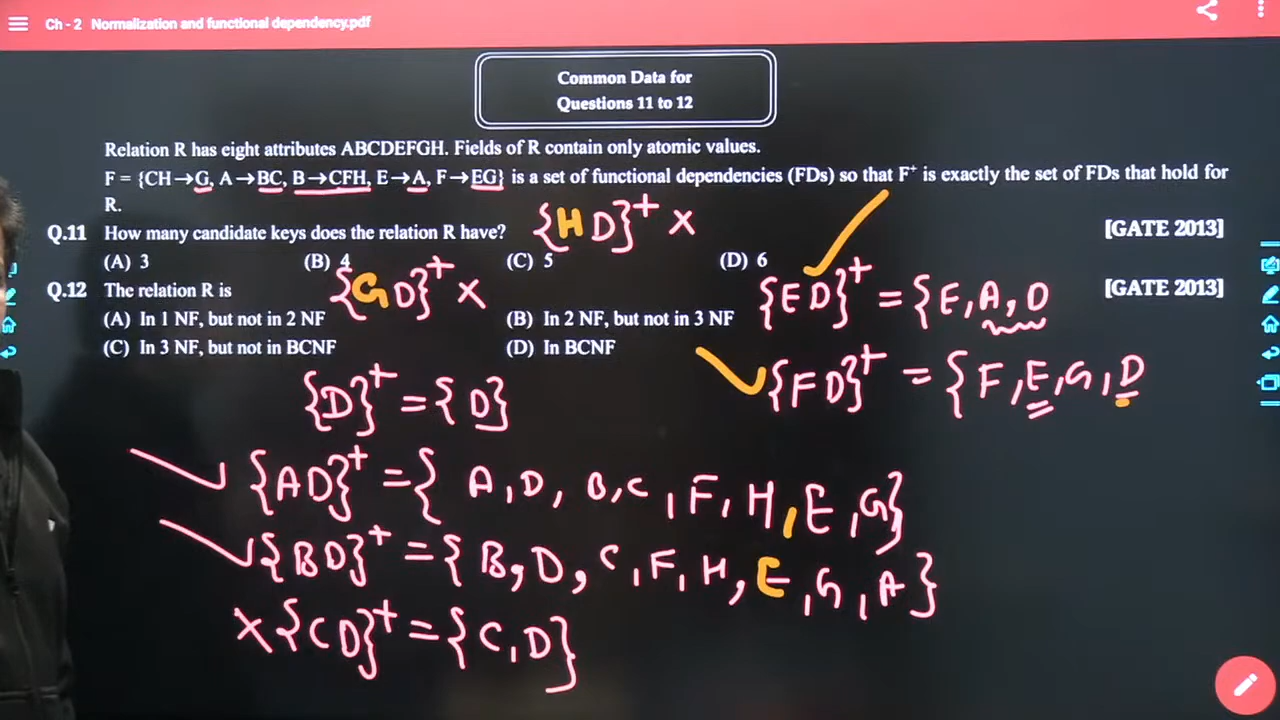 Ch - 2 Normalization and functional dependency.pdf
Common Data for
Questions 11 to 12
Relation R has eight attributes ABCDEFGH. Fields of R contain only atomic values.
F = {CH→G, A→BC, B→CFH, E→A, F→EG} is a set of functional dependencies (FDs) so that F⁺ is exactly the set of FDs that hold for
R.
Q.11 How many candidate keys does the relation R have? {HD}⁺ × [GATE 2013]
(A) 3 (B) 4 (C) 5 (D) 6
Q.12 The relation R is {GD}⁺ × {ED}⁺ = {E, A, D [GATE 2013]
(A) In 1 NF, but not in 2 NF (B) In 2 NF, but not in 3 NF
(C) In 3 NF, but not in BCNF (D) In BCNF
{FD}⁺ = {F, E, G, D
{D}⁺ = {D}
{AD}⁺ = { A, D, B, C, F, H, E, G}
{BD}⁺ = {B, D, C, F, H, E, G, A}
×{CD}⁺ = {C, D}